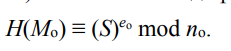 H(Mₒ) ≡ (S)^eₒ mod nₒ.